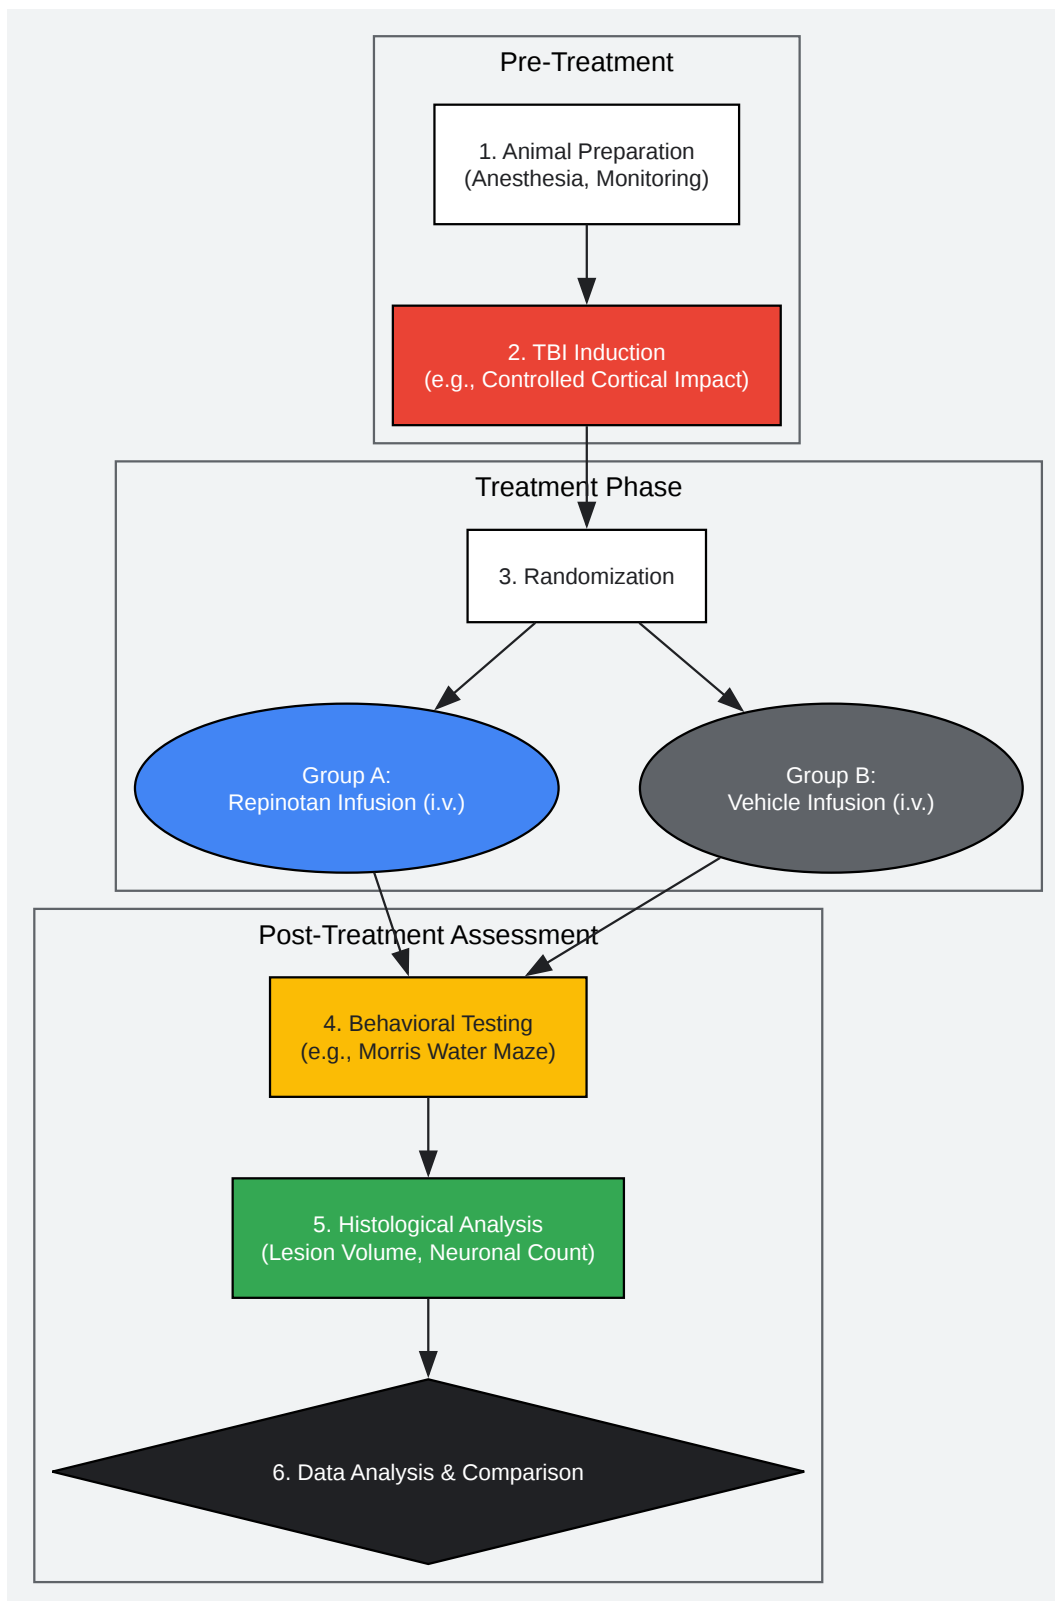 Pre-Treatment
1. Animal Preparation
(Anesthesia, Monitoring)
2. TBI Induction
(e.g., Controlled Cortical Impact)
Treatment Phase
3. Randomization
Group A:
Repinotan Infusion (i.v.)
Group B:
Vehicle Infusion (i.v.)
Post-Treatment Assessment
4. Behavioral Testing
(e.g., Morris Water Maze)
5. Histological Analysis
(Lesion Volume, Neuronal Count)
6. Data Analysis & Comparison